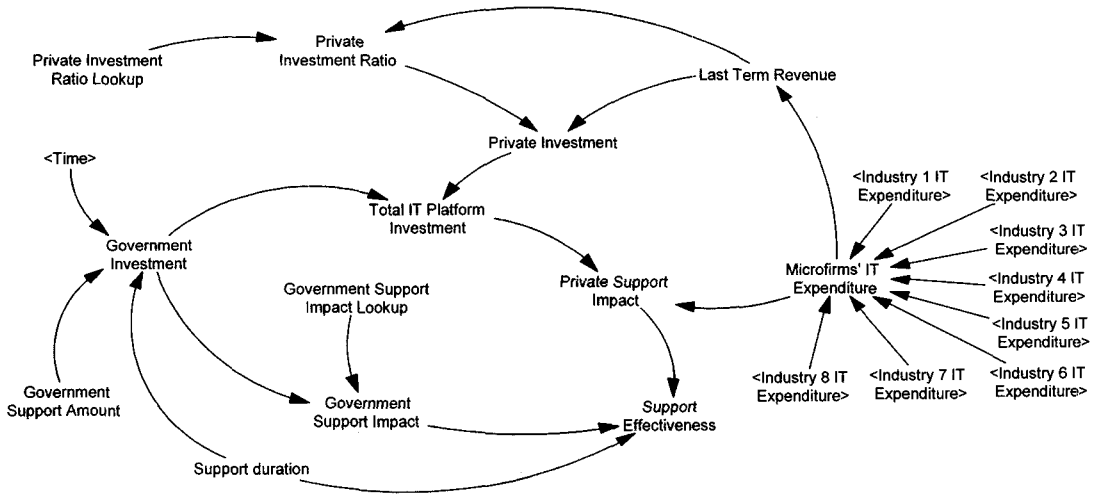 Private Investment
Ratio Lookup
Private
Investment Ratio
Last Term Revenue
Private Investment
<Time>
<Industry 1 IT
Expenditure>
<Industry 2 IT
Expenditure>
Total IT Platform
Investment
<Industry 3 IT
Expenditure>
Government
Investment
Microfirms' IT
Expenditure
Private Support
Impact
<Industry 4 IT
Expenditure>
Government Support
Impact Lookup
<Industry 5 IT
Expenditure>
<Industry 8 IT
Expenditure>
<Industry 7 IT
Expenditure>
<Industry 6 IT
Expenditure>
Government
Support Amount
Government
Support Impact
Support
Effectiveness
Support duration